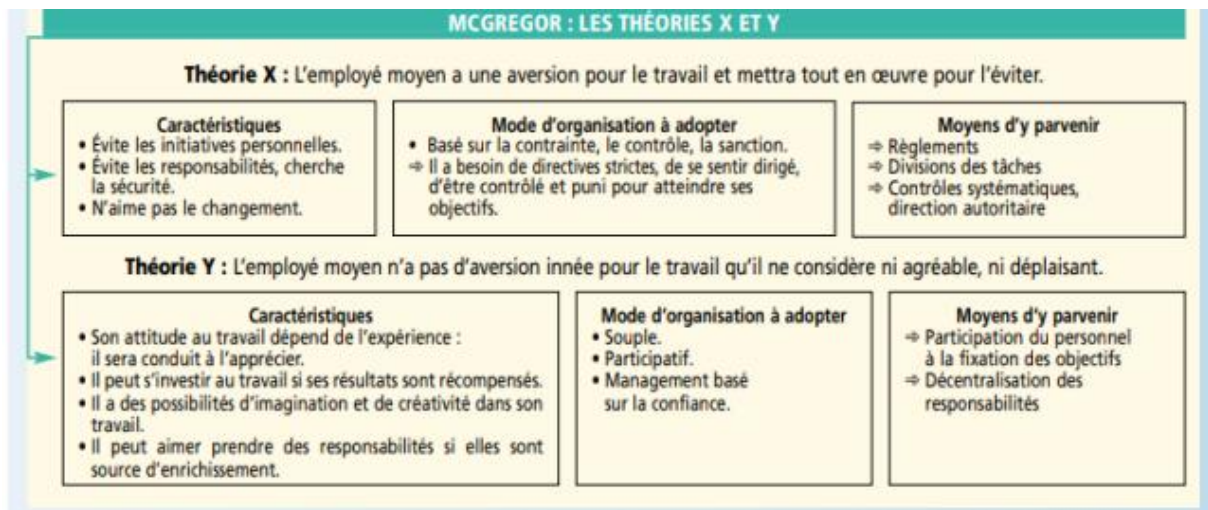 MCGREGOR : LES THÉORIES X ET Y
Théorie X : L'employé moyen a une aversion pour le travail et mettra tout en œuvre pour l'éviter.
Caractéristiques
• Évite les initiatives personnelles.
• Évite les responsabilités, cherche
la sécurité.
• N'aime pas le changement.
Mode d'organisation à adopter
• Basé sur la contrainte, le contrôle, la sanction.
⇒ Il a besoin de directives strictes, de se sentir dirigé,
d'être contrôlé et puni pour atteindre ses
objectifs.
Moyens d'y parvenir
⇒ Règlements
⇒ Divisions des tâches
⇒ Contrôles systématiques,
direction autoritaire
Théorie Y : L'employé moyen n'a pas d'aversion innée pour le travail qu'il ne considère ni agréable, ni déplaisant.
Caractéristiques
• Son attitude au travail dépend de l'expérience :
il sera conduit à l'apprécier.
• Il peut s'investir au travail si ses résultats sont récompensés.
• Il a des possibilités d'imagination et de créativité dans son
travail.
• Il peut aimer prendre des responsabilités si elles sont
source d'enrichissement.
Mode d'organisation à adopter
• Souple.
• Participatif.
• Management basé
sur la confiance.
Moyens d'y parvenir
⇒ Participation du personnel
à la fixation des objectifs
⇒ Décentralisation des
responsabilités